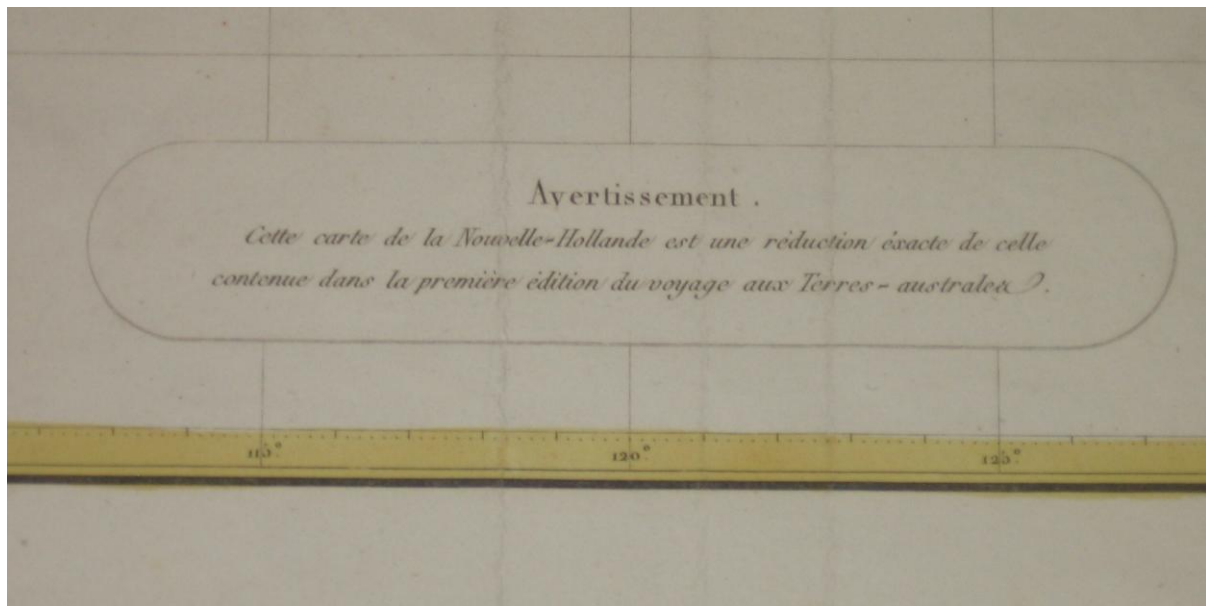 Avertissement.
Cette carte de la Nouvelle-Hollande est une réduction éxacte de celle
contenue dans la première édition du voyage aux Terres-australes.
115.° 120° 125.°